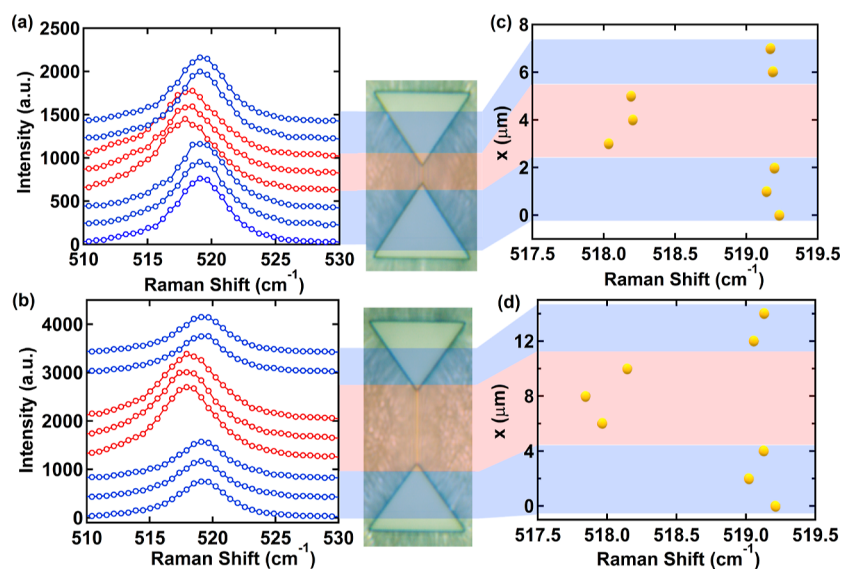 (a)
2500
2000
1500
1000
500
0
Intensity (a.u.)
510 515 520 525 530
Raman Shift (cm-1)
(c)
8
6
4
2
0
x (μm)
517.5 518.0 518.5 519.0 519.5
Raman Shift (cm-1)
(b)
4000
3000
2000
1000
0
Intensity (a.u.)
510 515 520 525 530
Raman Shift (cm-1)
(d)
12
8
4
0
x (μm)
517.5 518.0 518.5 519.0 519.5
Raman Shift (cm-1)